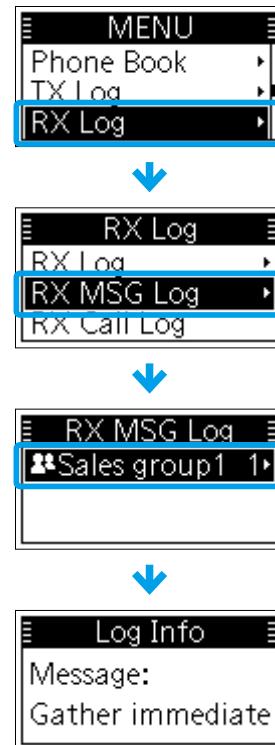 MENU
Phone Book
TX Log
RX Log
RX Log
RX Log
RX MSG Log
RX Call Log
RX MSG Log
Sales group1 1
Log Info
Message:
Gather immediate